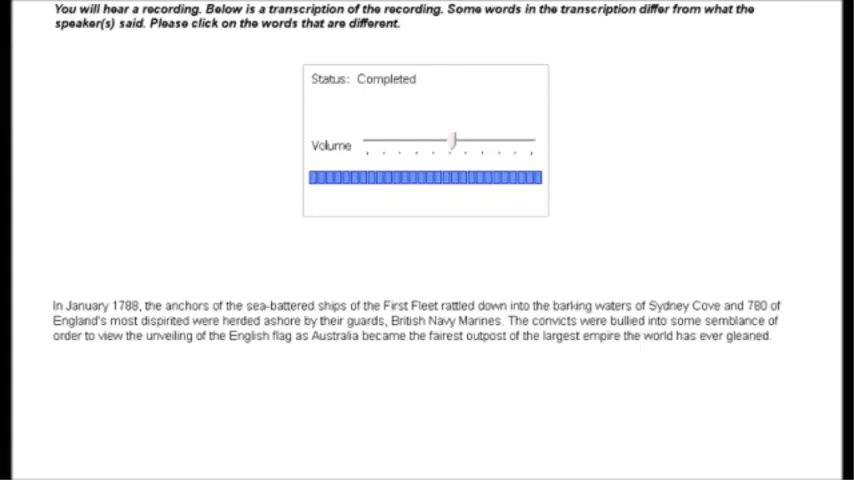 You will hear a recording. Below is a transcription of the recording. Some words in the transcription differ from what the
speaker(s) said. Please click on the words that are different.
Status: Completed
Volume
In January 1788, the anchors of the sea-battered ships of the First Fleet rattled down into the barking waters of Sydney Cove and 780 of
England's most dispirited were herded ashore by their guards, British Navy Marines. The convicts were bullied into some semblance of
order to view the unveiling of the English flag as Australia became the fairest outpost of the largest empire the world has ever gleaned.